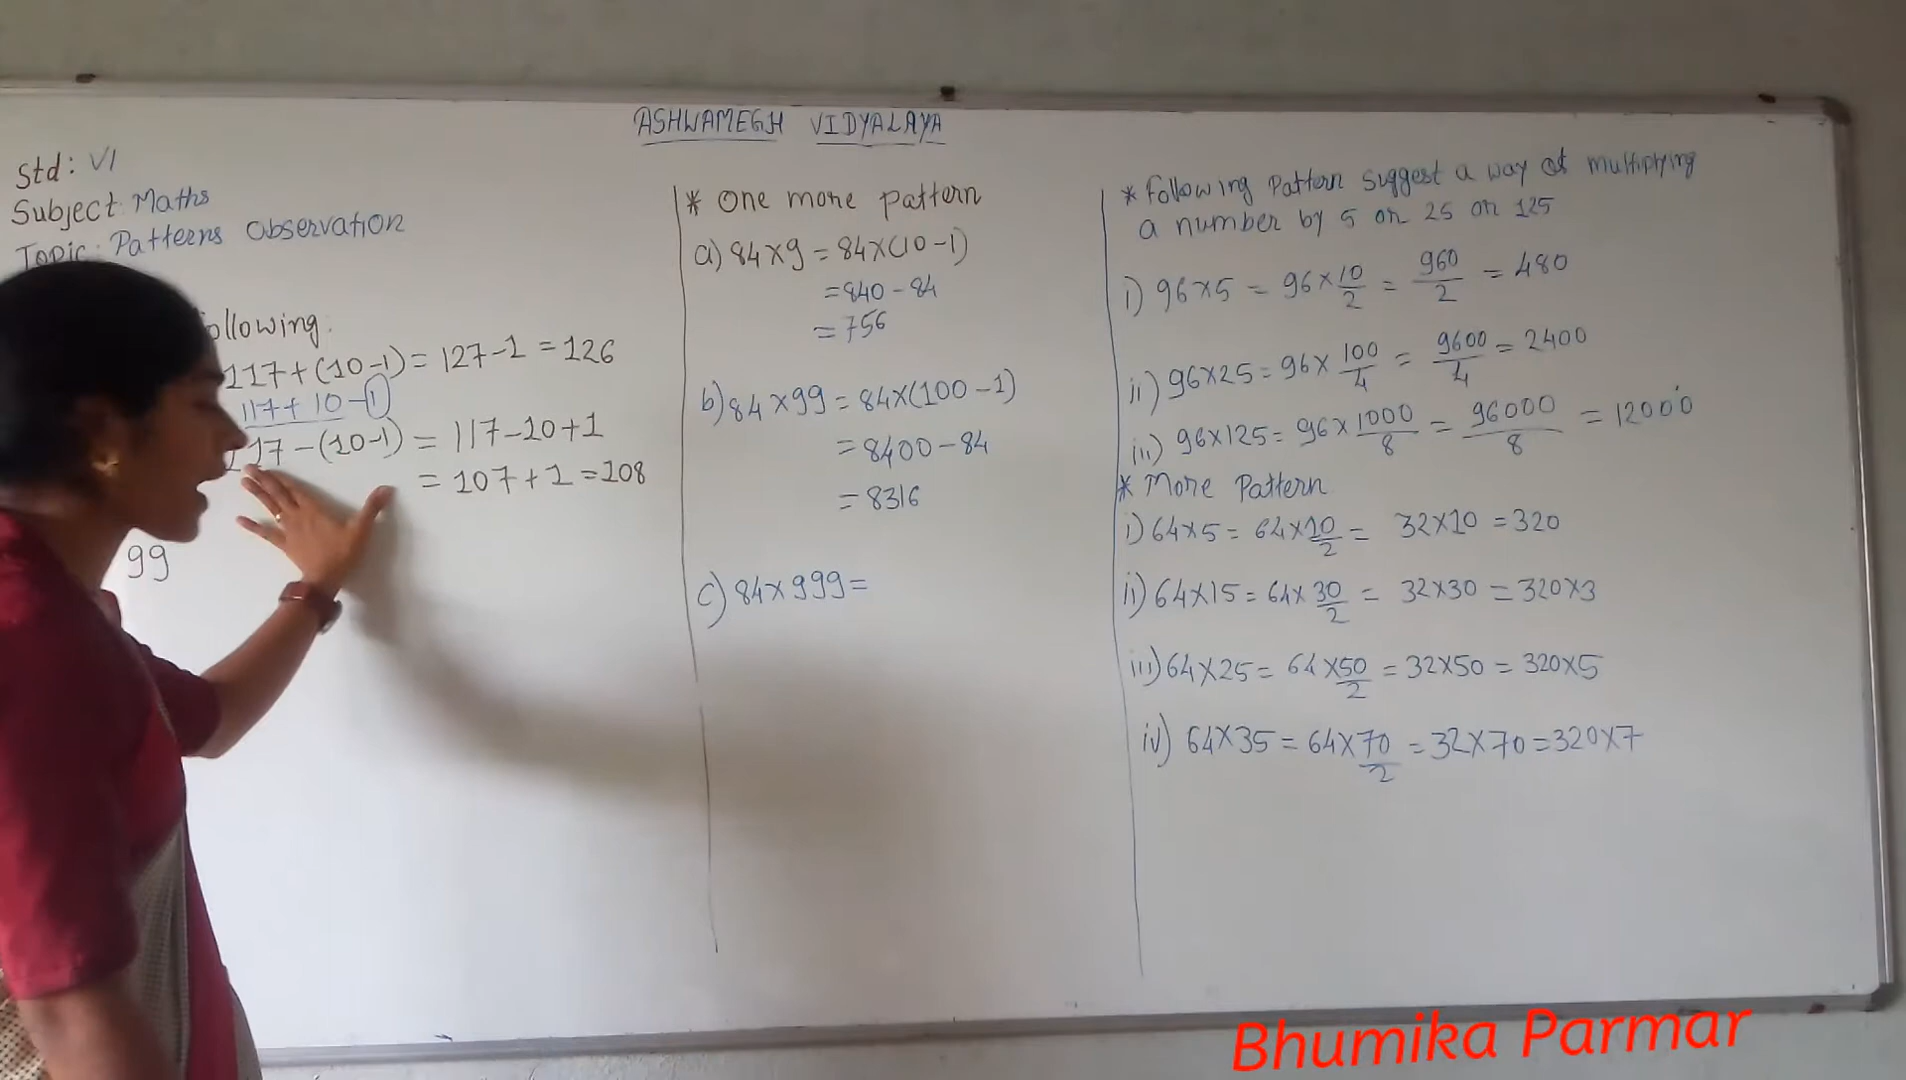 ASHWAMEGH VIDYALAYA
Std: VI
Subject: Maths
Topic: Patterns observation
ollowing:
117+(10-1)=127-1=126
117+10-1
117-(10-1)=117-10+1
=107+1=108
99
* One more pattern
a) 84×9=84×(10-1)
=840-84
=756
b) 84×99=84×(100-1)
=8400-84
=8316
c) 84×999=
* Following Pattern suggest a way of multiplying
a number by 5 or 25 or 125
i) 96×5=96×10/2=960/2=480
ii) 96×25=96×100/4=9600/4=2400
iii) 96×125=96×1000/8=96000/8=12000
* More Pattern
i) 64×5=64×10/2=32×10=320
ii) 64×15=64×30/2=32×30=320×3
iii) 64×25=64×50/2=32×50=320×5
iv) 64×35=64×70/2=32×70=320×7
Bhumika Parmar